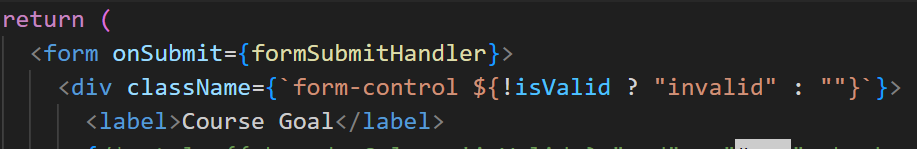 return (
<form onSubmit={formSubmitHandler}>
<div className={`form-control ${!isValid ? "invalid" : ""}`}>
<label>Course Goal</label>